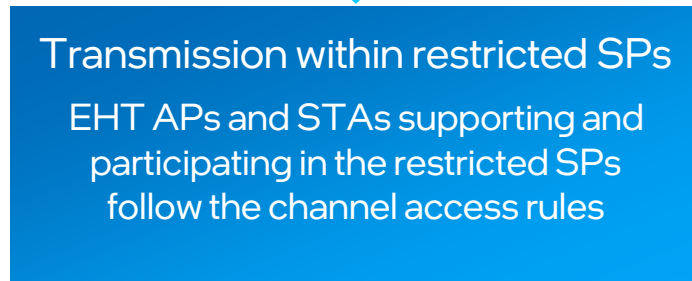 Transmission within restricted SPs
EHT APs and STAs supporting and
participating in the restricted SPs
follow the channel access rules